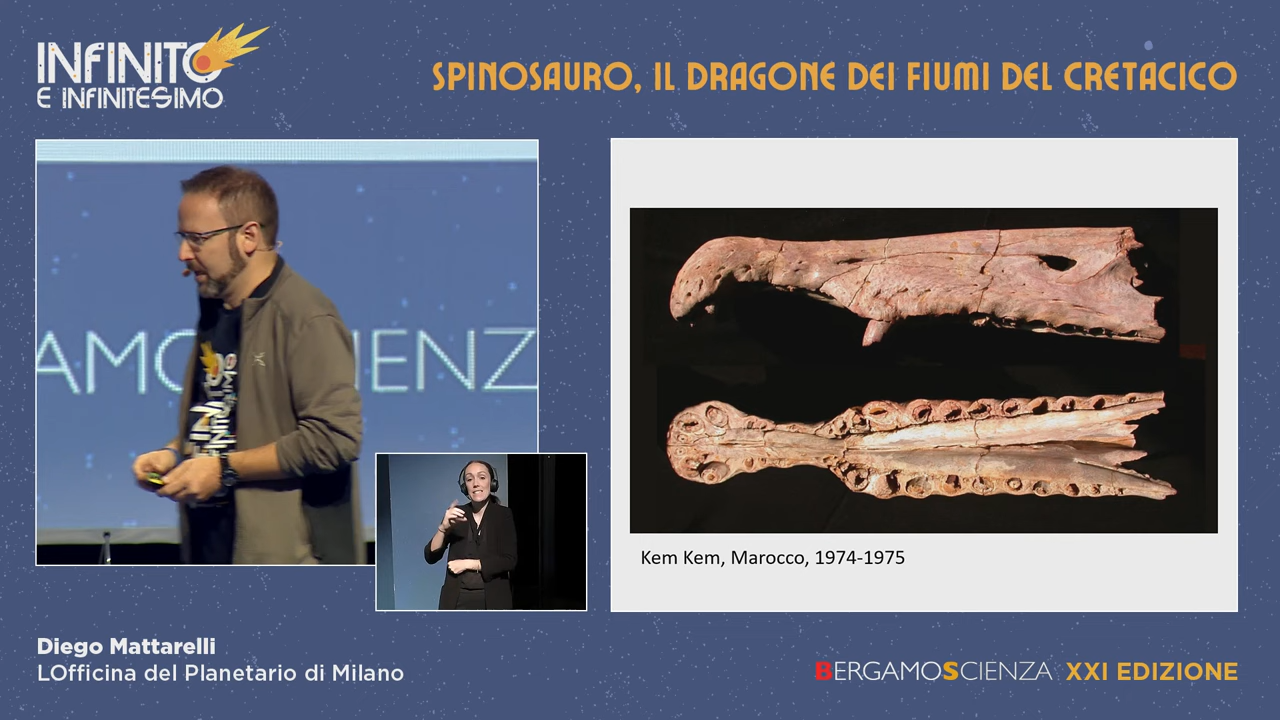 INFINITO
E INFINITESIMO
SPINOSAURO, IL DRAGONE DEI FIUMI DEL CRETACICO
Kem Kem, Marocco, 1974-1975
Diego Mattarelli
LOfficina del Planetario di Milano
BERGAMOSCIENZA XXI EDIZIONE